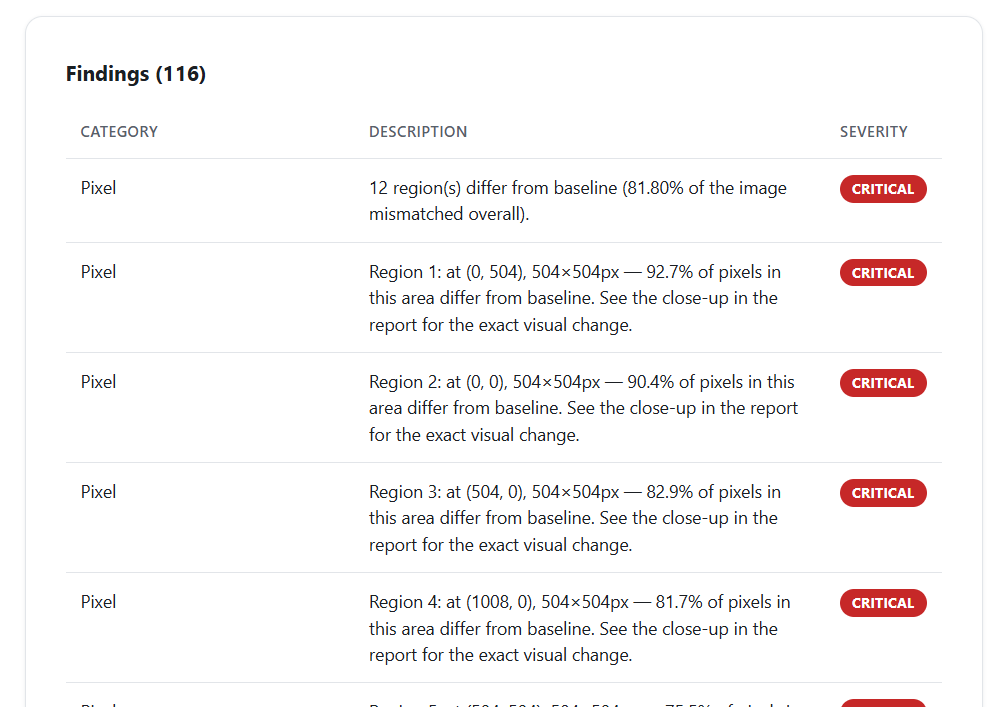 Findings (116)
CATEGORY DESCRIPTION SEVERITY
Pixel 12 region(s) differ from baseline (81.80% of the image CRITICAL
mismatched overall).
Pixel Region 1: at (0, 504), 504×504px — 92.7% of pixels in CRITICAL
this area differ from baseline. See the close-up in the
report for the exact visual change.
Pixel Region 2: at (0, 0), 504×504px — 90.4% of pixels in this CRITICAL
area differ from baseline. See the close-up in the report
for the exact visual change.
Pixel Region 3: at (504, 0), 504×504px — 82.9% of pixels in CRITICAL
this area differ from baseline. See the close-up in the
report for the exact visual change.
Pixel Region 4: at (1008, 0), 504×504px — 81.7% of pixels in CRITICAL
this area differ from baseline. See the close-up in the
report for the exact visual change.